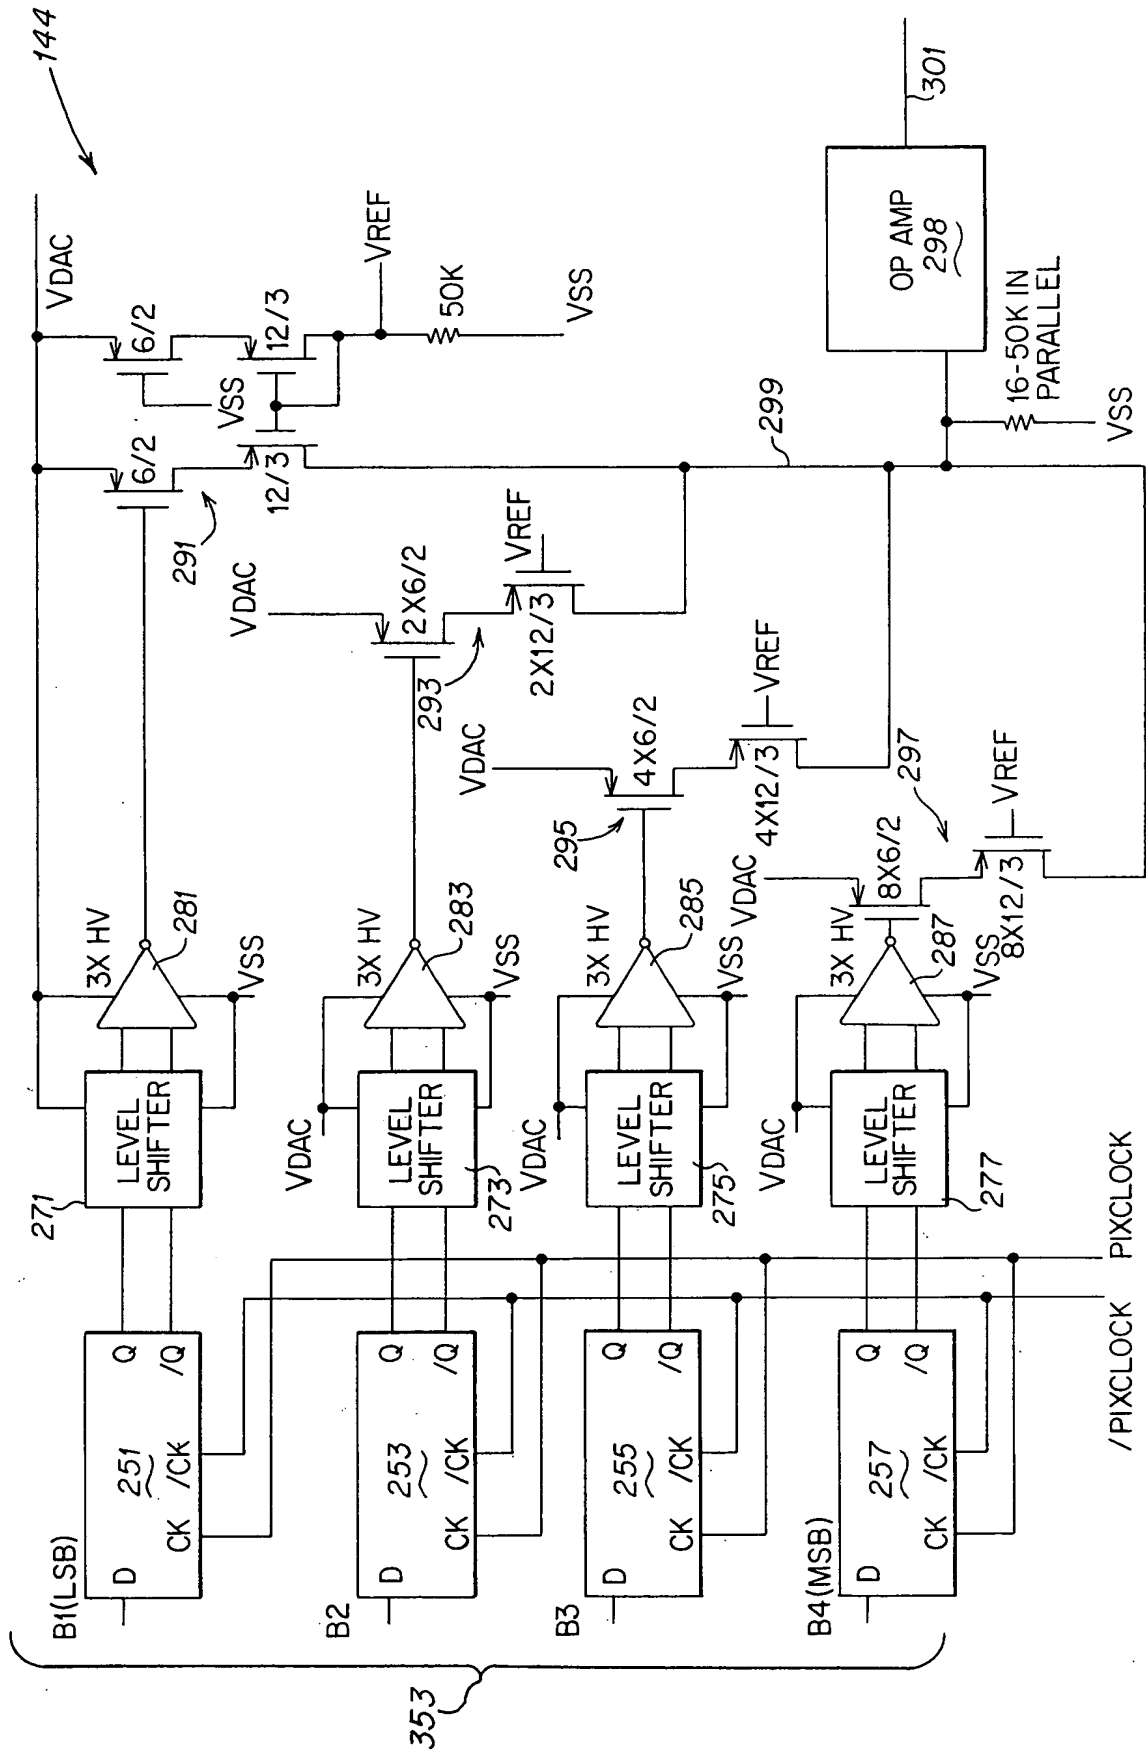 144
VDAC
6/2
6/2
VSS
12/3
12/3
VREF
50K
VSS
291
VDAC
2X6/2
293
VREF
2X12/3
299
VDAC
4X6/2
295
VREF
4X12/3
VDAC
8X6/2
297
VREF
8X12/3
OP AMP
298
301
16-50K IN
PARALLEL
VSS
3X HV
281
VSS
3X HV
283
VSS
3X HV
285
VSS
3X HV
287
VSS
271
LEVEL
SHIFTER
VDAC
LEVEL
SHIFTER
273
VDAC
LEVEL
SHIFTER
275
VDAC
LEVEL
SHIFTER
277
B1(LSB)
D
Q
251
/Q
CK
/CK
B2
D
Q
253
/Q
CK
/CK
B3
D
Q
255
/Q
CK
/CK
B4(MSB)
D
Q
257
/Q
CK
/CK
353
PIXCLOCK
/PIXCLOCK